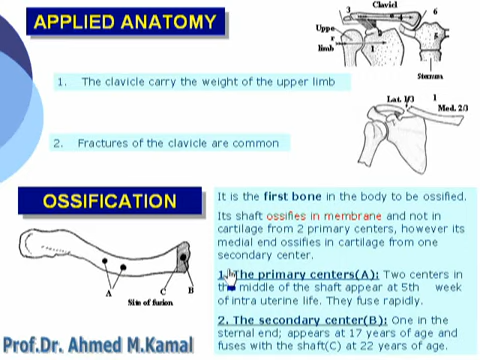 APPLIED ANATOMY
3
Clavicl
6
Uppe
r
limb
1
5
Sternum
1. The clavicle carry the weight of the upper limb
Lat. 1/3
1
Med. 2/3
2. Fractures of the clavicle are common
OSSIFICATION
It is the first bone in the body to be ossified.
Its shaft ossifies in membrane and not in
cartilage from 2 primary centers, however its
medial end ossifies in cartilage from one
secondary center.
1. The primary centers(A): Two centers in
the middle of the shaft appear at 5th week
of intra uterine life. They fuse rapidly.
2. The secondary center(B): One in the
sternal end; appears at 17 years of age and
fuses with the shaft(C) at 22 years of age.
A
C
B
Site of fusion
Prof.Dr. Ahmed M.Kamal